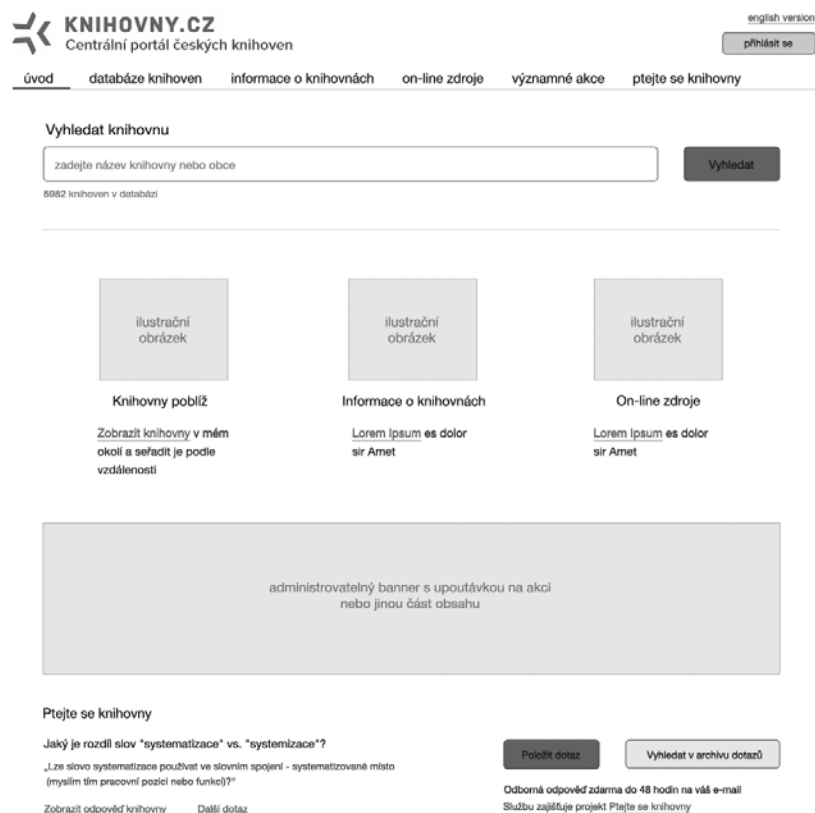 KNIHOVNY.CZ
Centrální portál českých knihoven
english version
přihlásit se
úvod databáze knihoven informace o knihovnách on-line zdroje významné akce ptejte se knihovny
Vyhledat knihovnu
zadejte název knihovny nebo obce
Vyhledat
5982 knihoven v databázi
ilustrační
obrázek
ilustrační
obrázek
ilustrační
obrázek
Knihovny poblíž
Informace o knihovnách
On-line zdroje
Zobrazit knihovny v mém
okolí a seřadit je podle
vzdálenosti
Lorem Ipsum es dolor
sir Amet
Lorem Ipsum es dolor
sir Amet
administrovatelný banner s upoutávkou na akci
nebo jinou část obsahu
Ptejte se knihovny
Jaký je rozdíl slov "systematizace" vs. "systemizace"?
„Lze slovo systematizace používat ve slovním spojení - systematizované místo
(myslím tím pracovní pozici nebo funkci)?"
Zobrazit odpověď knihovny Další dotaz
Položit dotaz
Vyhledat v archivu dotazů
Odborná odpověď zdarma do 48 hodin na váš e-mail
Službu zajišťuje projekt Ptejte se knihovny